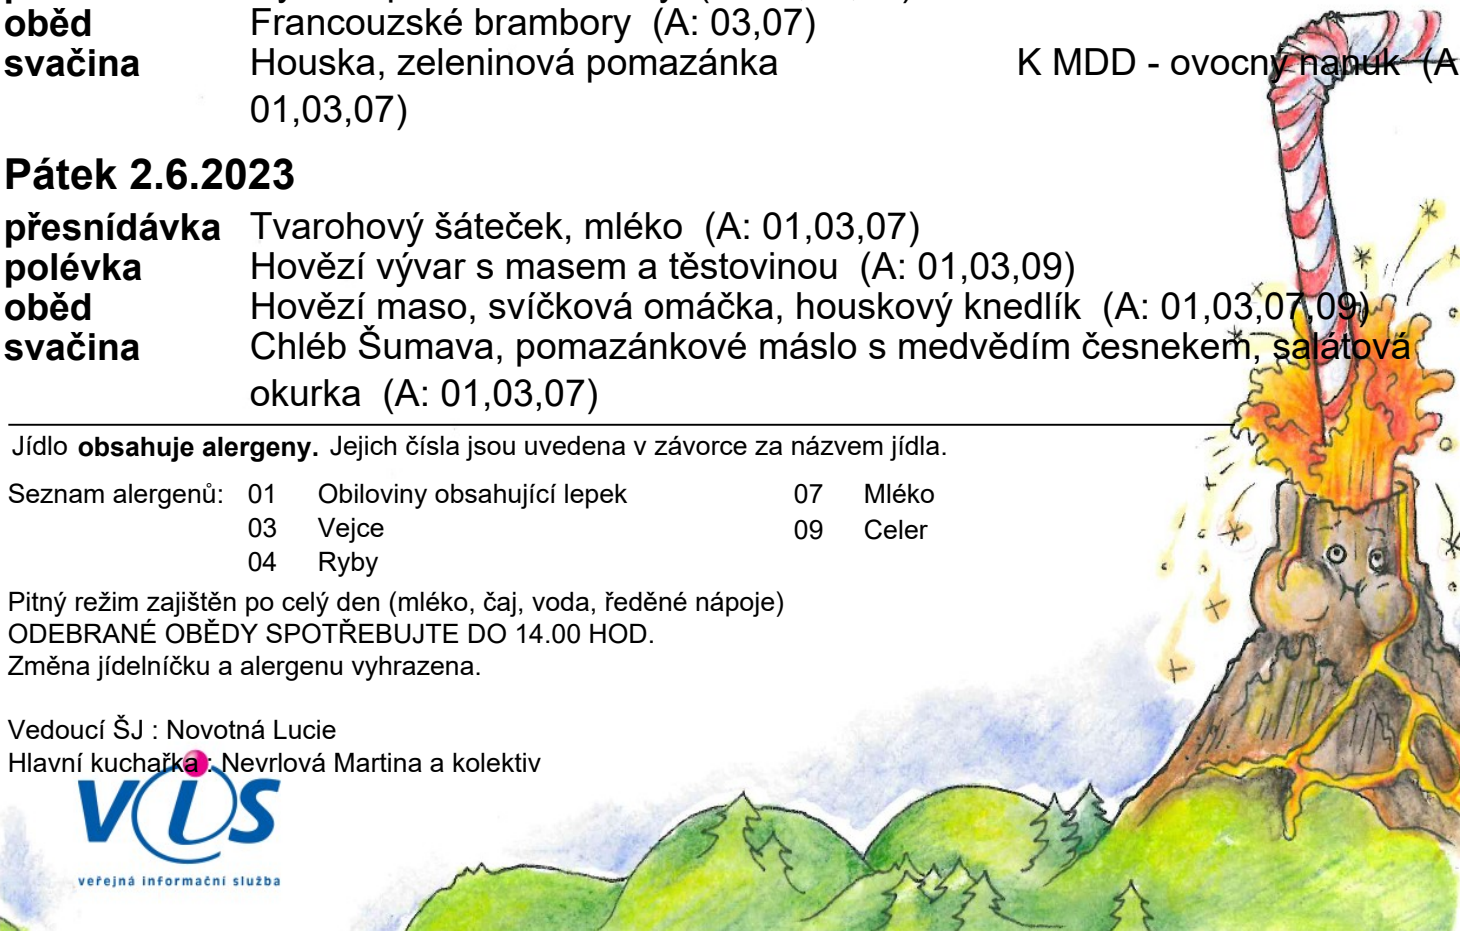 oběd Francouzské brambory (A: 03,07)
svačina Houska, zeleninová pomazánka K MDD - ovocný nanuk (A
01,03,07)
Pátek 2.6.2023
přesnídávka Tvarohový šáteček, mléko (A: 01,03,07)
polévka Hovězí vývar s masem a těstovinou (A: 01,03,09)
oběd Hovězí maso, svíčková omáčka, houskový knedlík (A: 01,03,07,09)
svačina Chléb Šumava, pomazánkové máslo s medvědím česnekem, salátová
okurka (A: 01,03,07)
Jídlo obsahuje alergeny. Jejich čísla jsou uvedena v závorce za názvem jídla.
Seznam alergenů: 01 Obiloviny obsahující lepek 07 Mléko
03 Vejce 09 Celer
04 Ryby
Pitný režim zajištěn po celý den (mléko, čaj, voda, ředěné nápoje)
ODEBRANÉ OBĚDY SPOTŘEBUJTE DO 14.00 HOD.
Změna jídelníčku a alergenu vyhrazena.
Vedoucí ŠJ : Novotná Lucie
Hlavní kuchařka : Nevrlová Martina a kolektiv
vis
veřejná informační služba